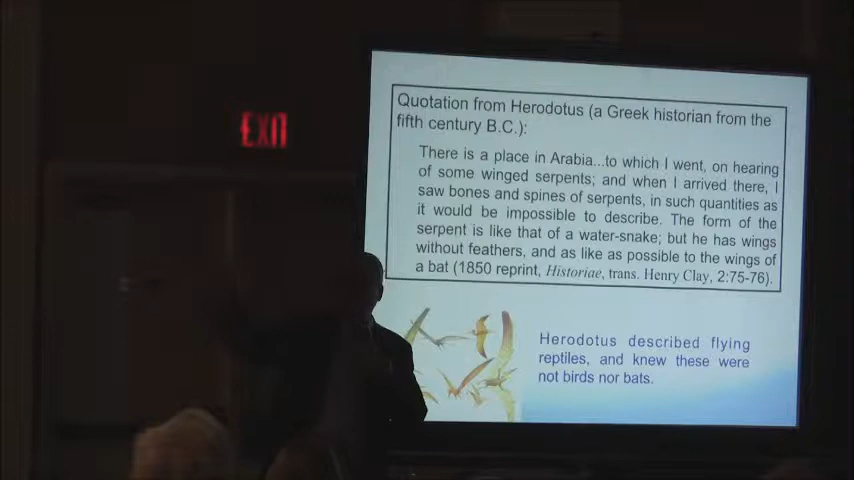 EXIT
Quotation from Herodotus (a Greek historian from the
fifth century B.C.):
There is a place in Arabia...to which I went, on hearing
of some winged serpents; and when I arrived there, I
saw bones and spines of serpents, in such quantities as
it would be impossible to describe. The form of the
serpent is like that of a water-snake; but he has wings
without feathers, and as like as possible to the wings of
a bat (1850 reprint, Historiae, trans. Henry Clay, 2:75-76).
Herodotus described flying
reptiles, and knew these were
not birds nor bats.